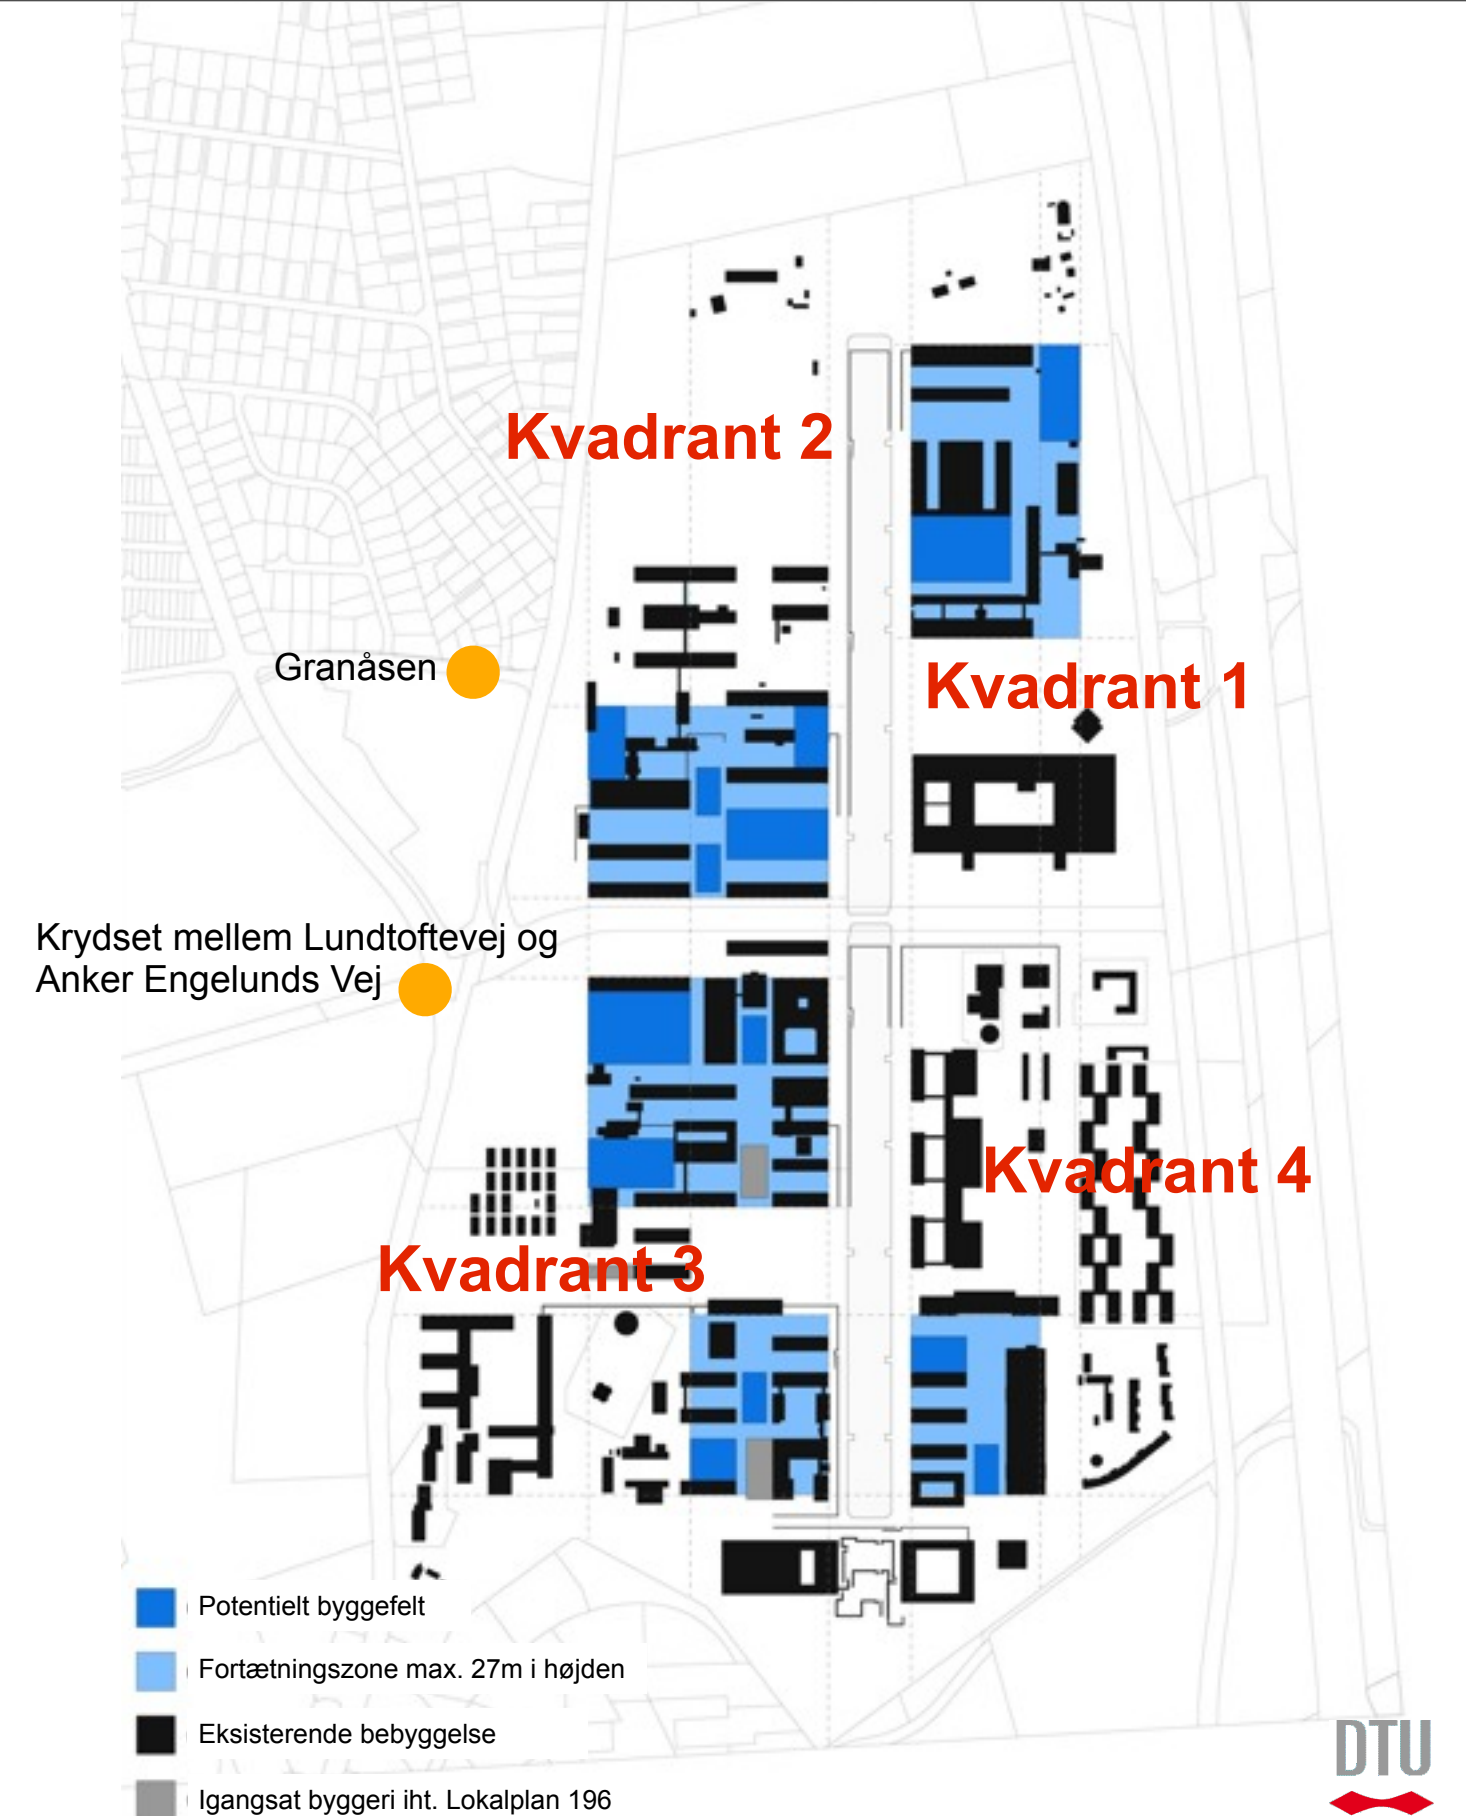 Kvadrant 2
Granåsen
Kvadrant 1
Krydset mellem Lundtoftevej og
Anker Engelunds Vej
Kvadrant 4
Kvadrant 3
Potentielt byggefelt
Fortætningszone max. 27m i højden
Eksisterende bebyggelse
Igangsat byggeri iht. Lokalplan 196
DTU